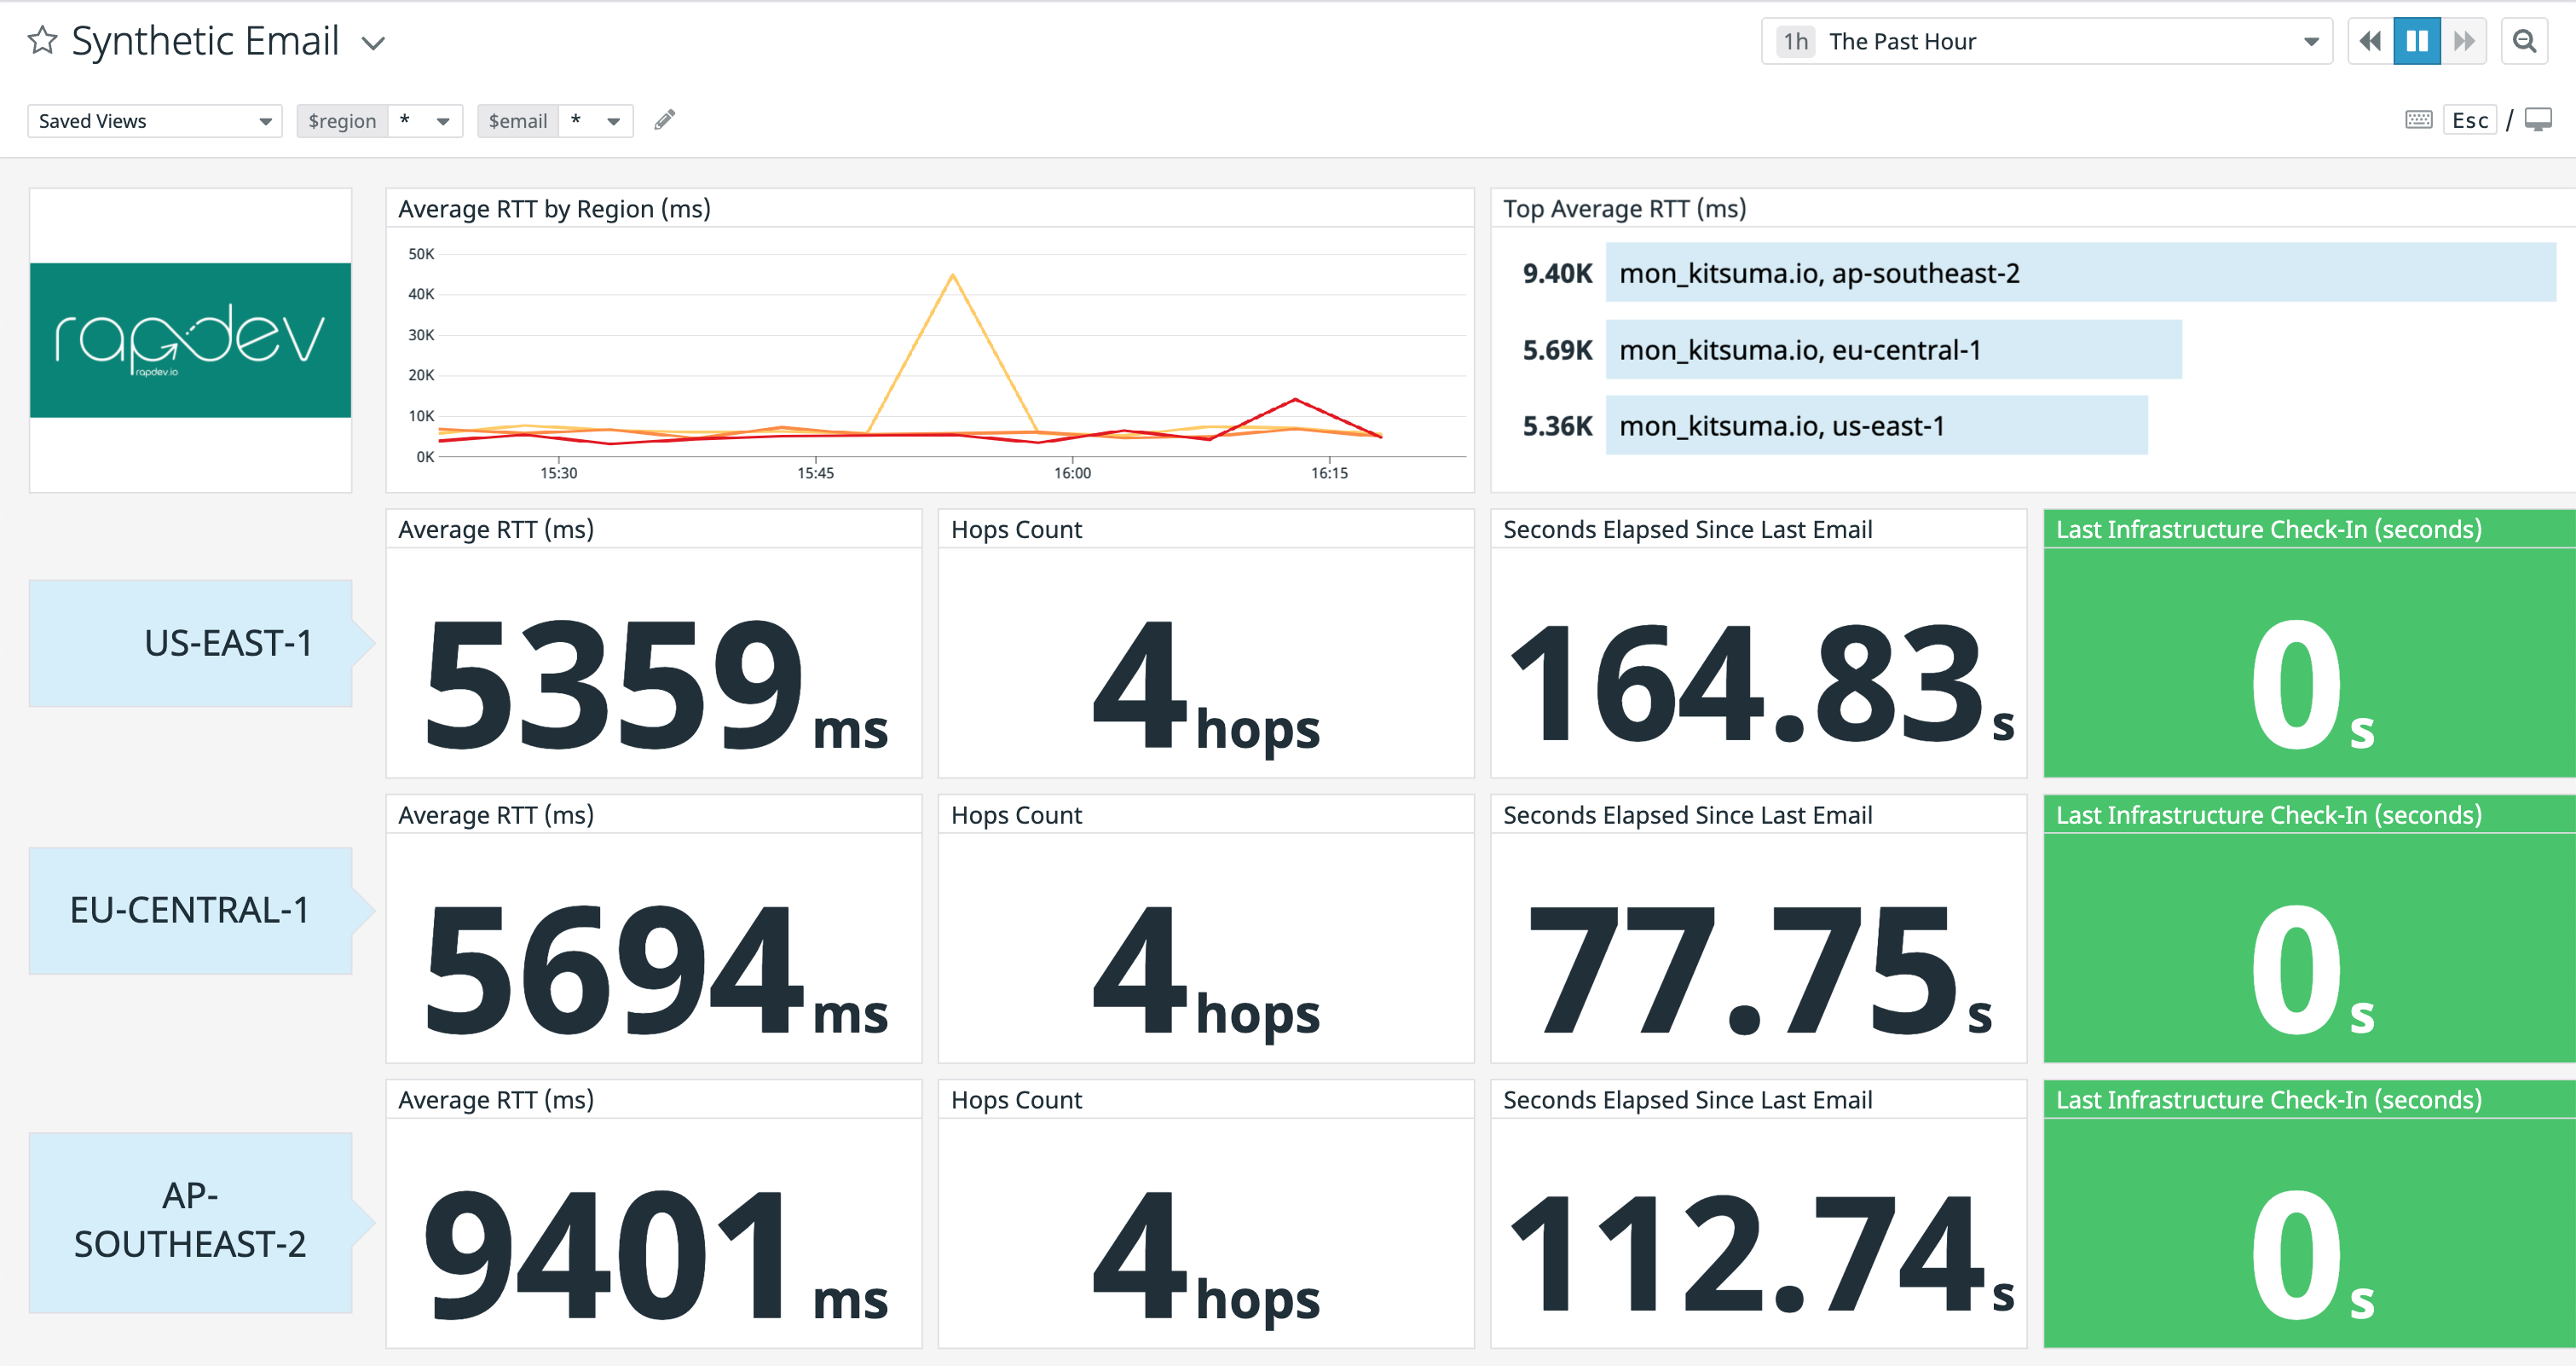 Synthetic Email
1h The Past Hour
Saved Views $region * $email *
Esc /
rapdev
rapdev.io
Average RTT by Region (ms)
50K
40K
30K
20K
10K
0K
15:30 15:45 16:00 16:15
Top Average RTT (ms)
9.40K mon_kitsuma.io, ap-southeast-2
5.69K mon_kitsuma.io, eu-central-1
5.36K mon_kitsuma.io, us-east-1
US-EAST-1
Average RTT (ms)
5359 ms
Hops Count
4 hops
Seconds Elapsed Since Last Email
164.83 s
Last Infrastructure Check-In (seconds)
0 s
EU-CENTRAL-1
Average RTT (ms)
5694 ms
Hops Count
4 hops
Seconds Elapsed Since Last Email
77.75 s
Last Infrastructure Check-In (seconds)
0 s
AP-
SOUTHEAST-2
Average RTT (ms)
9401 ms
Hops Count
4 hops
Seconds Elapsed Since Last Email
112.74 s
Last Infrastructure Check-In (seconds)
0 s